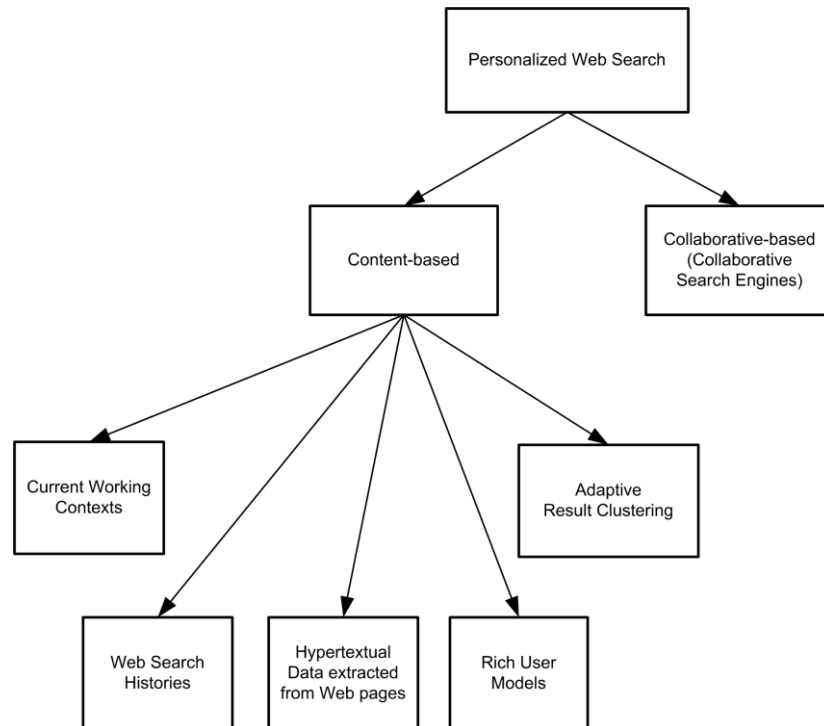 Personalized Web Search
Content-based
Collaborative-based
(Collaborative
Search Engines)
Current Working
Contexts
Adaptive
Result Clustering
Web Search
Histories
Hypertextual
Data extracted
from Web pages
Rich User
Models